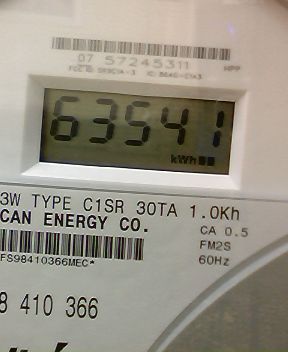 07 57245311
HPP
63541
kWh
3W TYPE C1SR 30TA 1.0Kh
CAN ENERGY CO.
CA 0.5
FM2S
60Hz
FS98410366MEC*
8 410 366